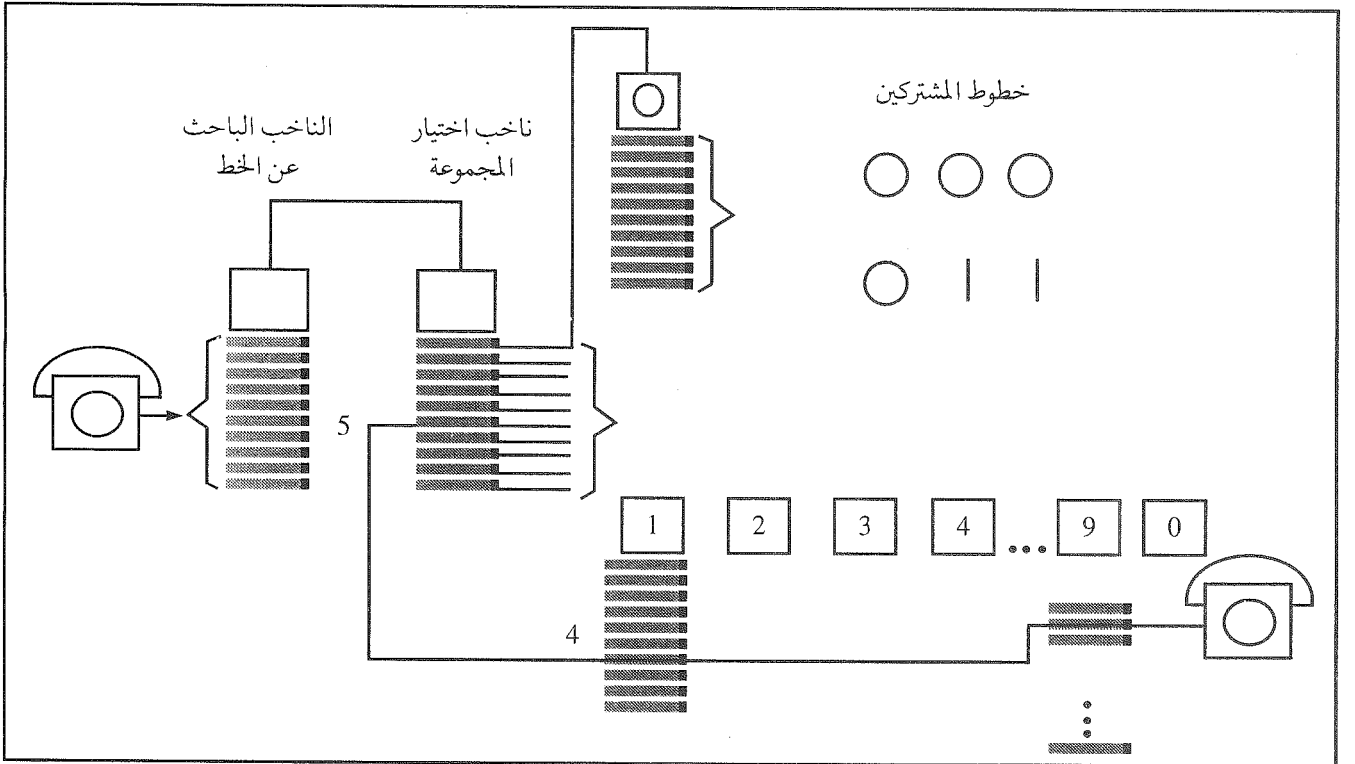 خطوط المشتركين
ناخب اختيار
المجموعة
الناخب الباحث
عن الخط
5
1 2 3 4 ... 9 0
4